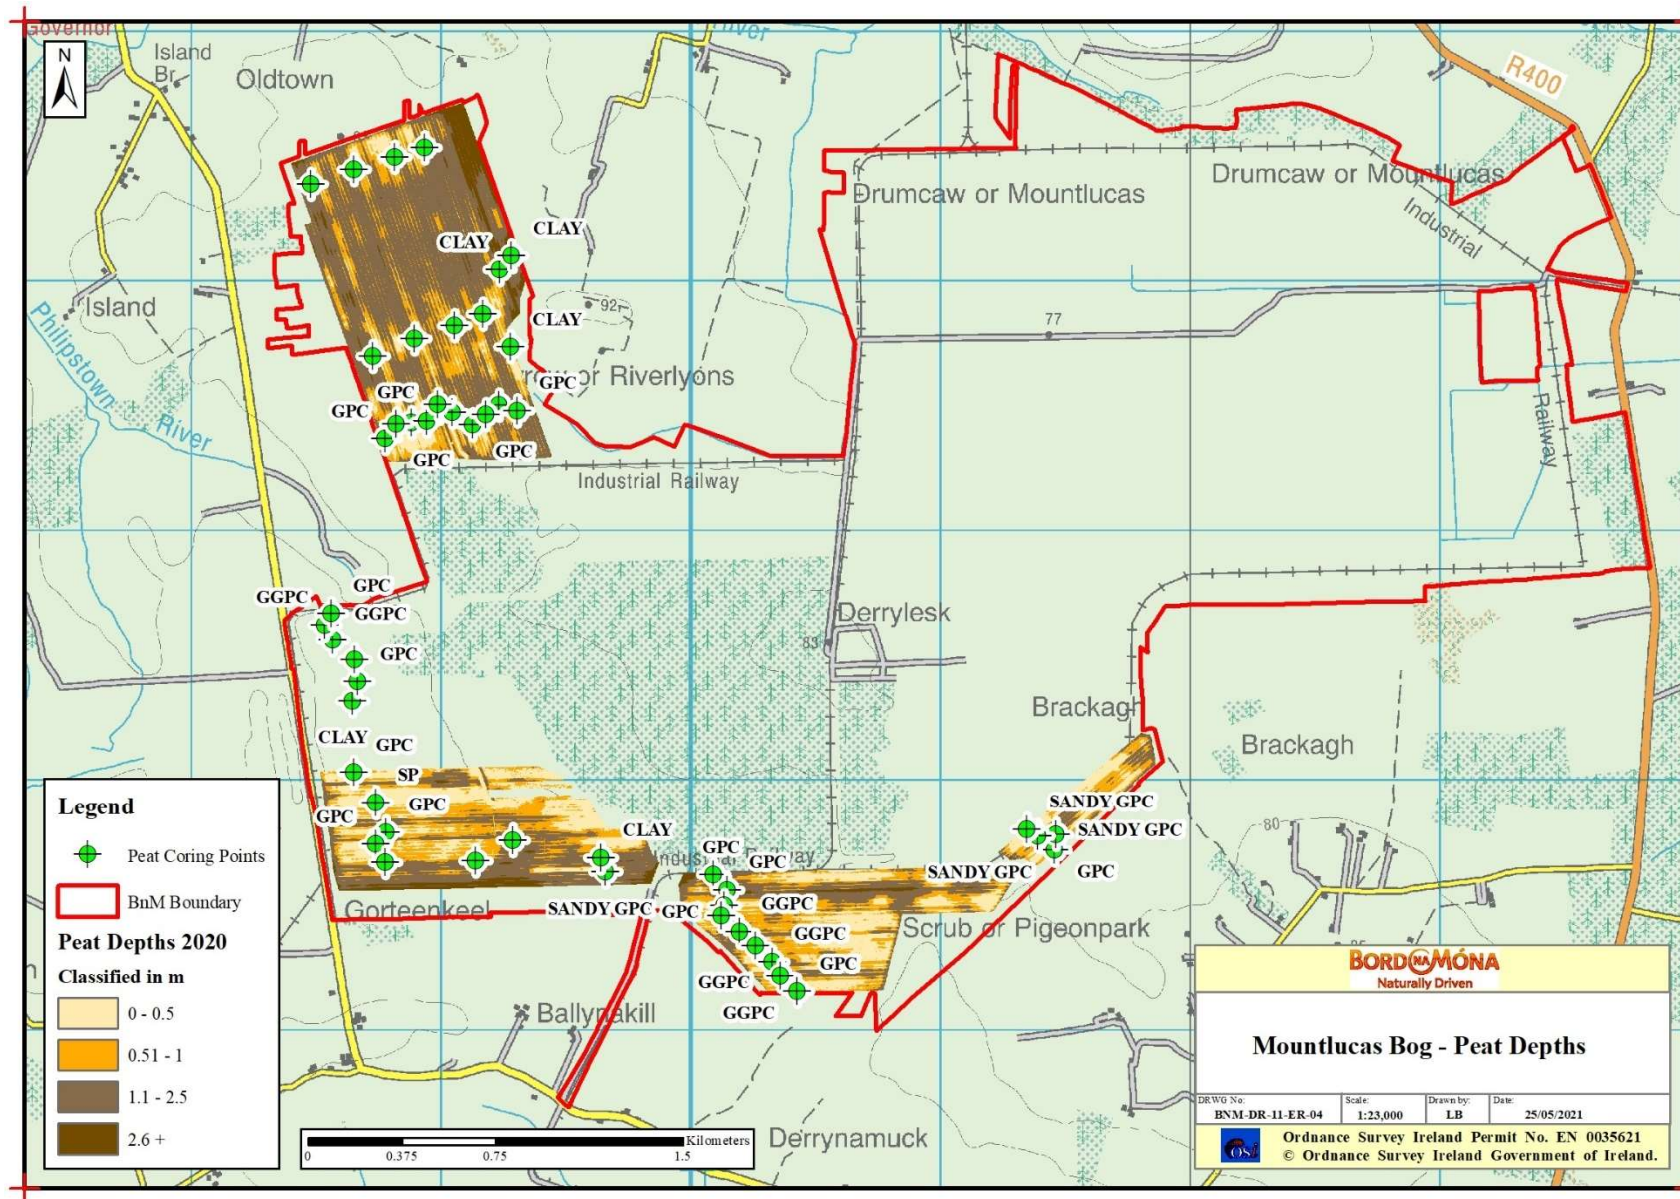 Governor
River
Island
Br.
Oldtown
N
R400
Drumcaw or Mountlucas
Drumcaw or Mountlucas
Industrial
CLAY
CLAY
Island
92
CLAY
77
Philipstown
River
row or Riverlyons
GPC
GPC
GPC
Railway
GPC
GPC
Industrial Railway
GPC
GGPC
GGPC
GPC
Derrylesk
83
Brackagh
Brackagh
CLAY
GPC
SP
GPC
GPC
CLAY
SANDY GPC
SANDY GPC
80
GPC
GPC
SANDY GPC
GPC
Gorteenkeel
SANDY GPC
GPC
GGPC
GGPC
Scrub or Pigeonpark
GPC
GGPC
GGPC
Ballynakill
Derrynamuck
Legend
Peat Coring Points
BnM Boundary
Peat Depths 2020
Classified in m
0 - 0.5
0.51 - 1
1.1 - 2.5
2.6 +
Kilometers
0 0.375 0.75 1.5
BORD NA MÓNA
Naturally Driven
Mountlucas Bog - Peat Depths
DRWG No: Scale: Drawn by: Date:
BNM-DR-11-ER-04 1:23,000 LB 25/05/2021
OSi
Ordnance Survey Ireland Permit No. EN 0035621
© Ordnance Survey Ireland Government of Ireland.